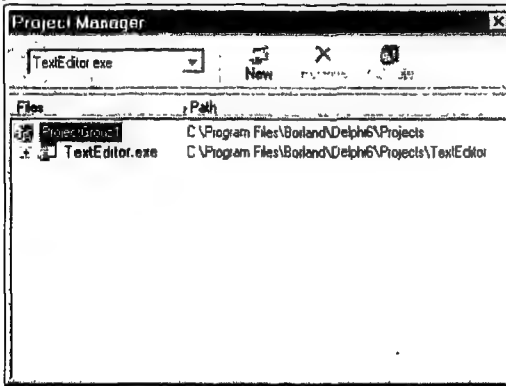 Project Manager
TextEditor.exe
New
Files Path
ProjectGroup1 C:\Program Files\Borland\Delphi6\Projects
TextEditor.exe C:\Program Files\Borland\Delphi6\Projects\TextEditor